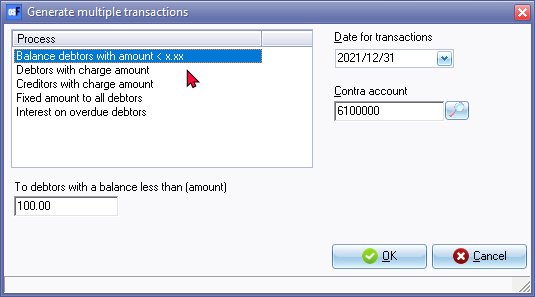 Generate multiple transactions
Process
Balance debtors with amount < x.xx
Debtors with charge amount
Creditors with charge amount
Fixed amount to all debtors
Interest on overdue debtors
Date for transactions
2021/12/31
Contra account
6100000
To debtors with a balance less than (amount)
100.00
OK
Cancel